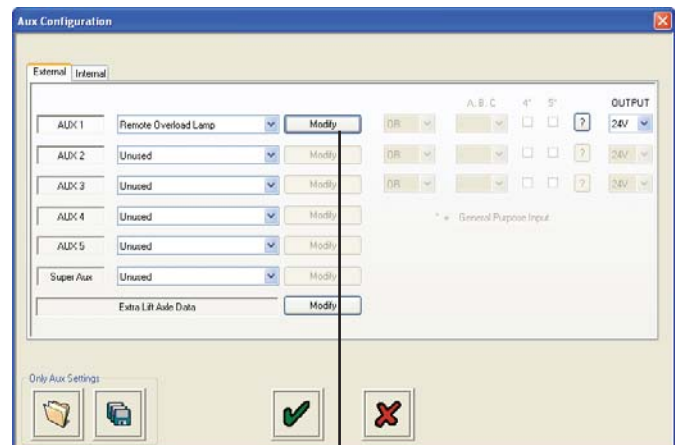 Aux Configuration
External Internal
A, B, C 4* 5* OUTPUT
AUX 1 Remote Overload Lamp Modify OR ? 24V
AUX 2 Unused Modify OR ? 24V
AUX 3 Unused Modify OR ? 24V
AUX 4 Unused Modify * = General Purpose Input
AUX 5 Unused Modify
Super Aux Unused Modify
Extra Lift Axle Data Modify
Only Aux Settings